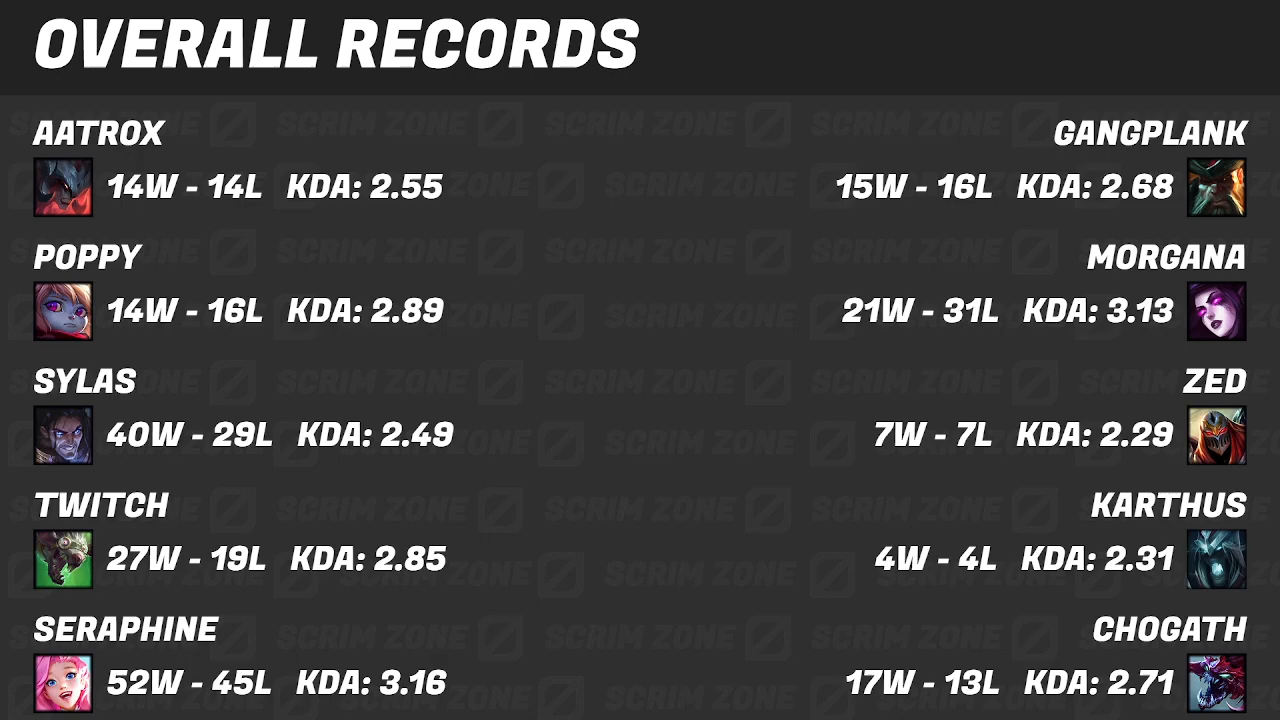 OVERALL RECORDS
AATROX
14W - 14L KDA: 2.55
POPPY
14W - 16L KDA: 2.89
SYLAS
40W - 29L KDA: 2.49
TWITCH
27W - 19L KDA: 2.85
SERAPHINE
52W - 45L KDA: 3.16
GANGPLANK
15W - 16L KDA: 2.68
MORGANA
21W - 31L KDA: 3.13
ZED
7W - 7L KDA: 2.29
KARTHUS
4W - 4L KDA: 2.31
CHOGATH
17W - 13L KDA: 2.71
SCRIM ZONE